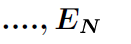 ...., E_N